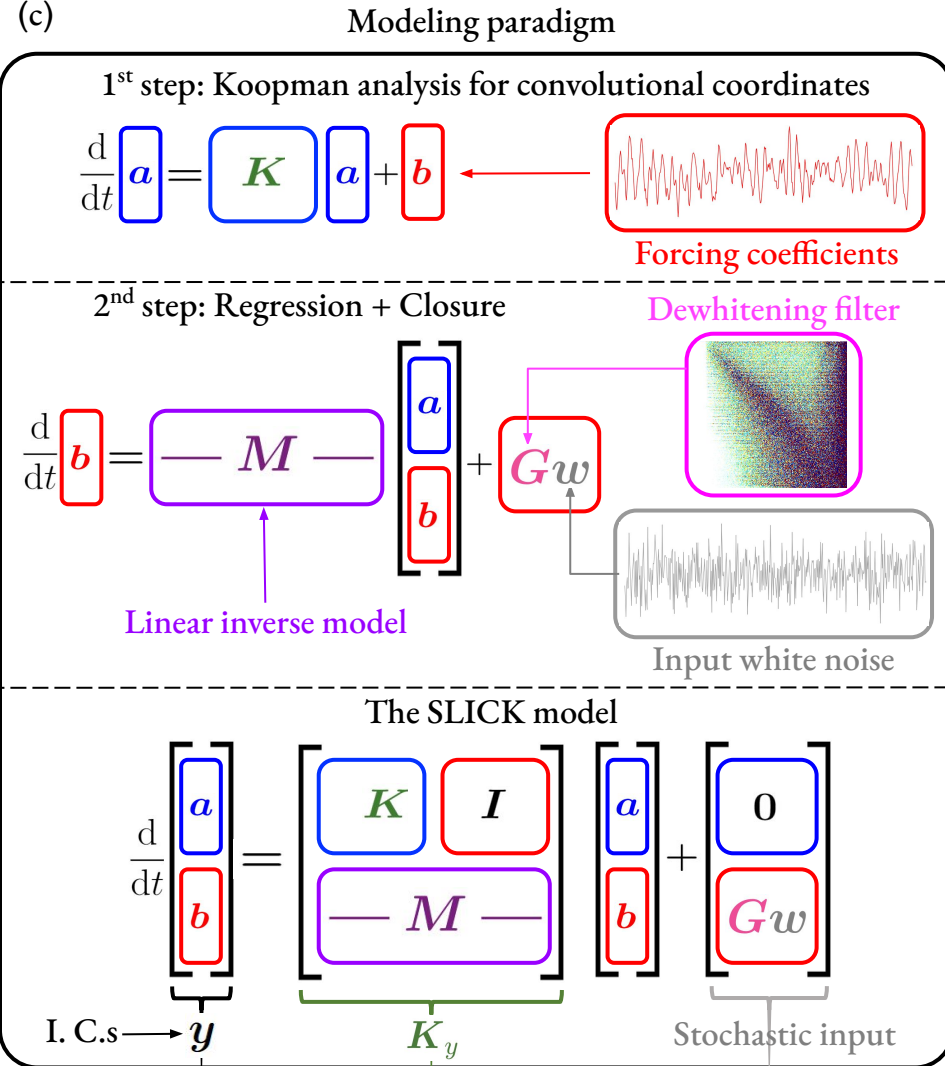 (c)
Modeling paradigm
1st step: Koopman analysis for convolutional coordinates
d/dt a = K a + b
Forcing coefficients
2nd step: Regression + Closure
Dewhitening filter
d/dt b = — M — [a b] + Gw
Linear inverse model
Input white noise
The SLICK model
d/dt [a b] = [K I — M —] [a b] + [0 Gw]
I. C.s y
K_y
Stochastic input